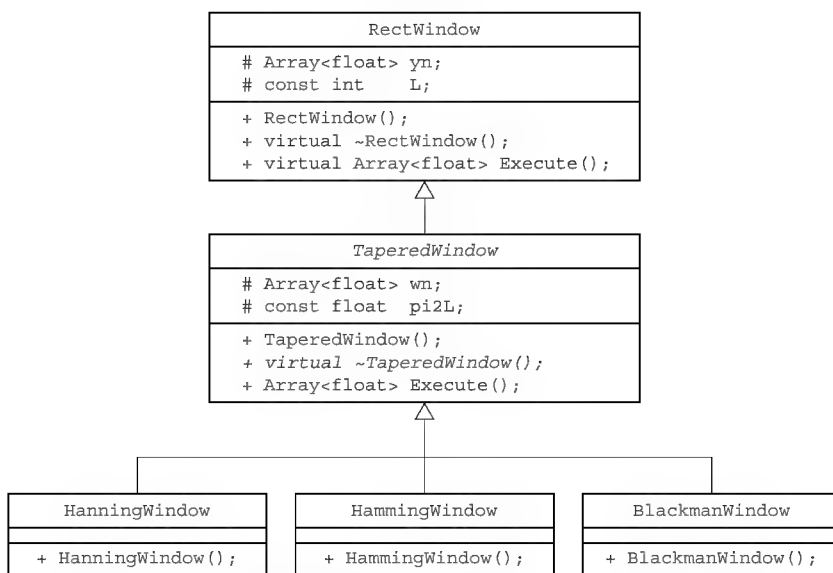 RectWindow
# Array<float> yn;
# const int    L;
+ RectWindow();
+ virtual ~RectWindow();
+ virtual Array<float> Execute();
TaperedWindow
# Array<float> wn;
# const float  pi2L;
+ TaperedWindow();
+ virtual ~TaperedWindow();
+ Array<float> Execute();
HanningWindow
+ HanningWindow();
HammingWindow
+ HammingWindow();
BlackmanWindow
+ BlackmanWindow();